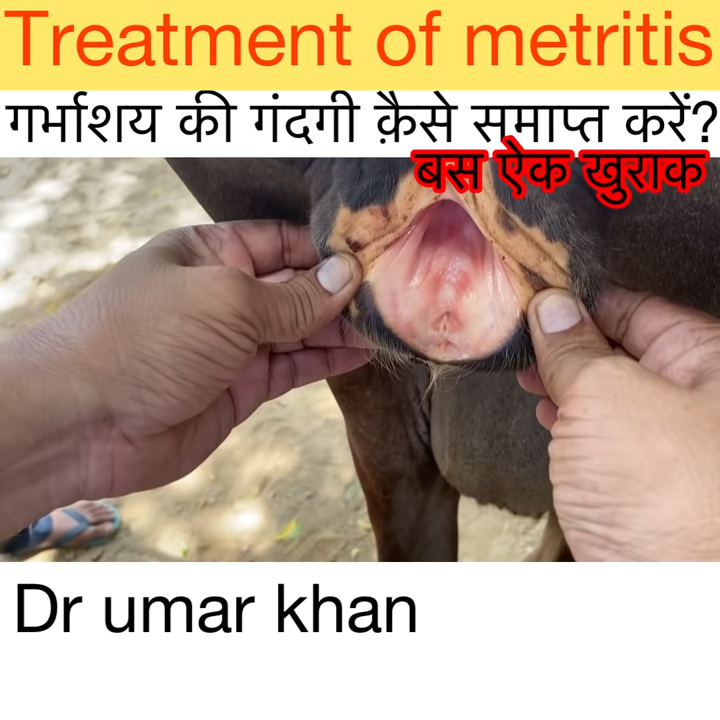 Treatment of metritis
गर्भाशय की गंदगी क़ैसे समाप्त करें?
बस ऐक खुराक
Dr umar khan